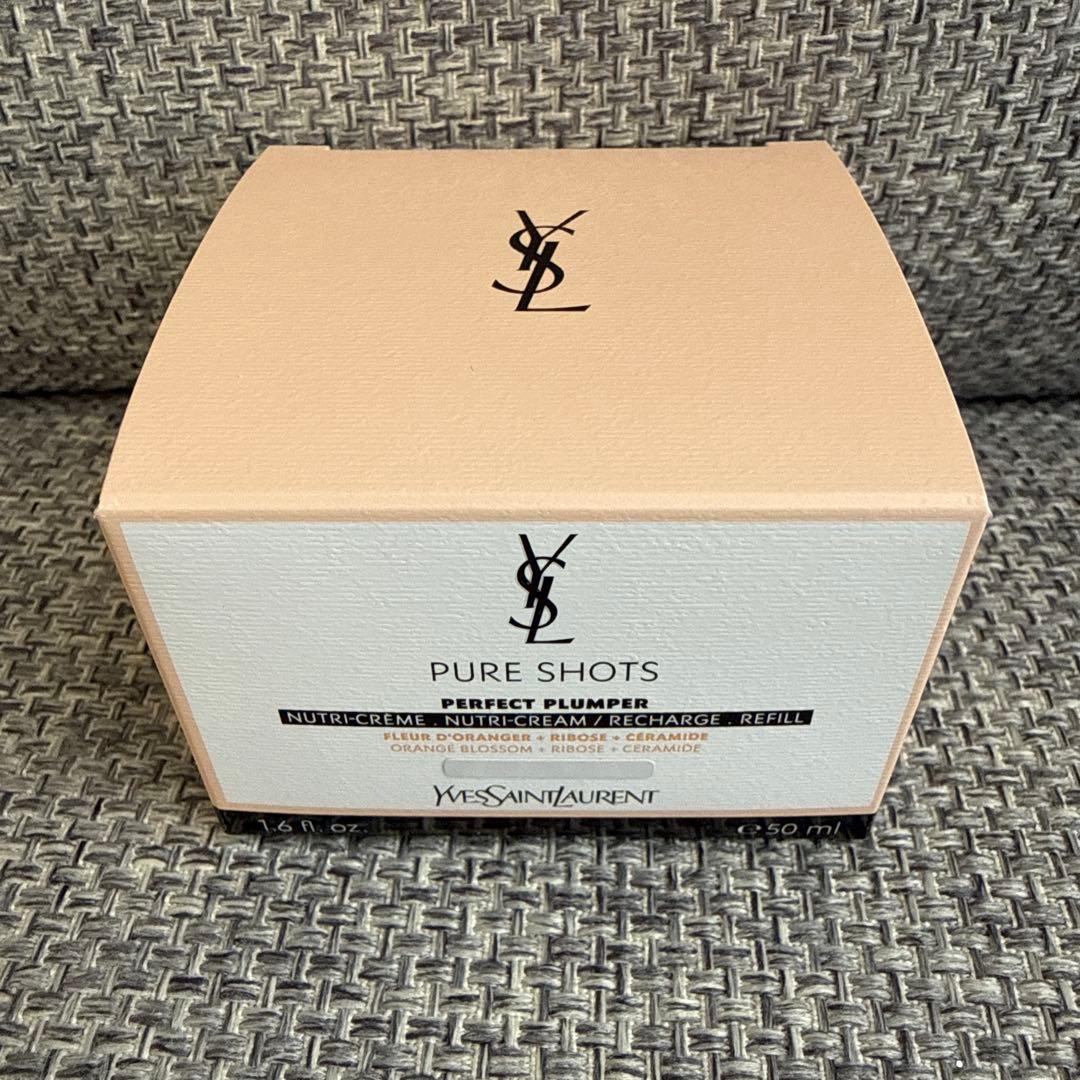 YSL
YSL
PURE SHOTS
PERFECT PLUMPER
NUTRI-CRÈME . NUTRI-CREAM / RECHARGE . REFILL
FLEUR D'ORANGER + RIBOSE + CÉRAMIDE
ORANGE BLOSSOM + RIBOSE + CERAMIDE
YVESSAINTLAURENT
1.6 fl. oz. ℮50 ml